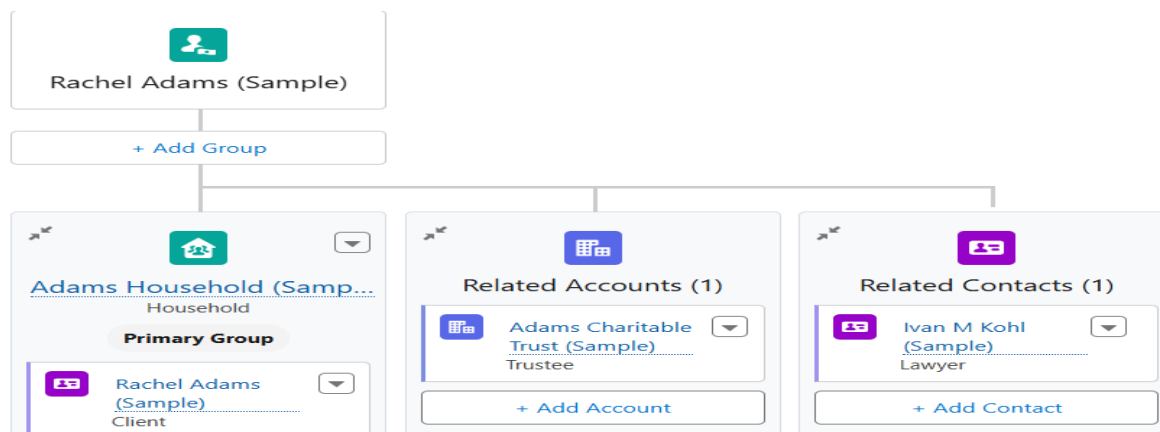 Rachel Adams (Sample)
+ Add Group
Adams Household (Samp...
Household
Primary Group
Rachel Adams
(Sample)
Client
Related Accounts (1)
Adams Charitable
Trust (Sample)
Trustee
+ Add Account
Related Contacts (1)
Ivan M Kohl
(Sample)
Lawyer
+ Add Contact